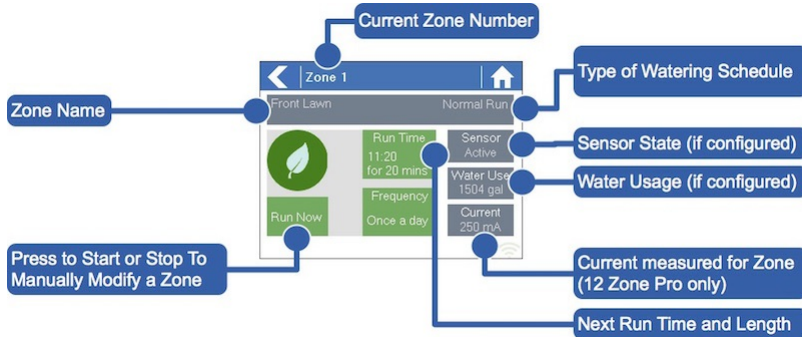 Current Zone Number
Zone 1
Type of Watering Schedule
Zone Name
Front Lawn
Normal Run
Run Time
11:20
for 20 mins
Sensor
Active
Sensor State (if configured)
Water Use
1504 gal
Water Usage (if configured)
Frequency
Once a day
Run Now
Current
250 mA
Press to Start or Stop To
Manually Modify a Zone
Current measured for Zone
(12 Zone Pro only)
Next Run Time and Length